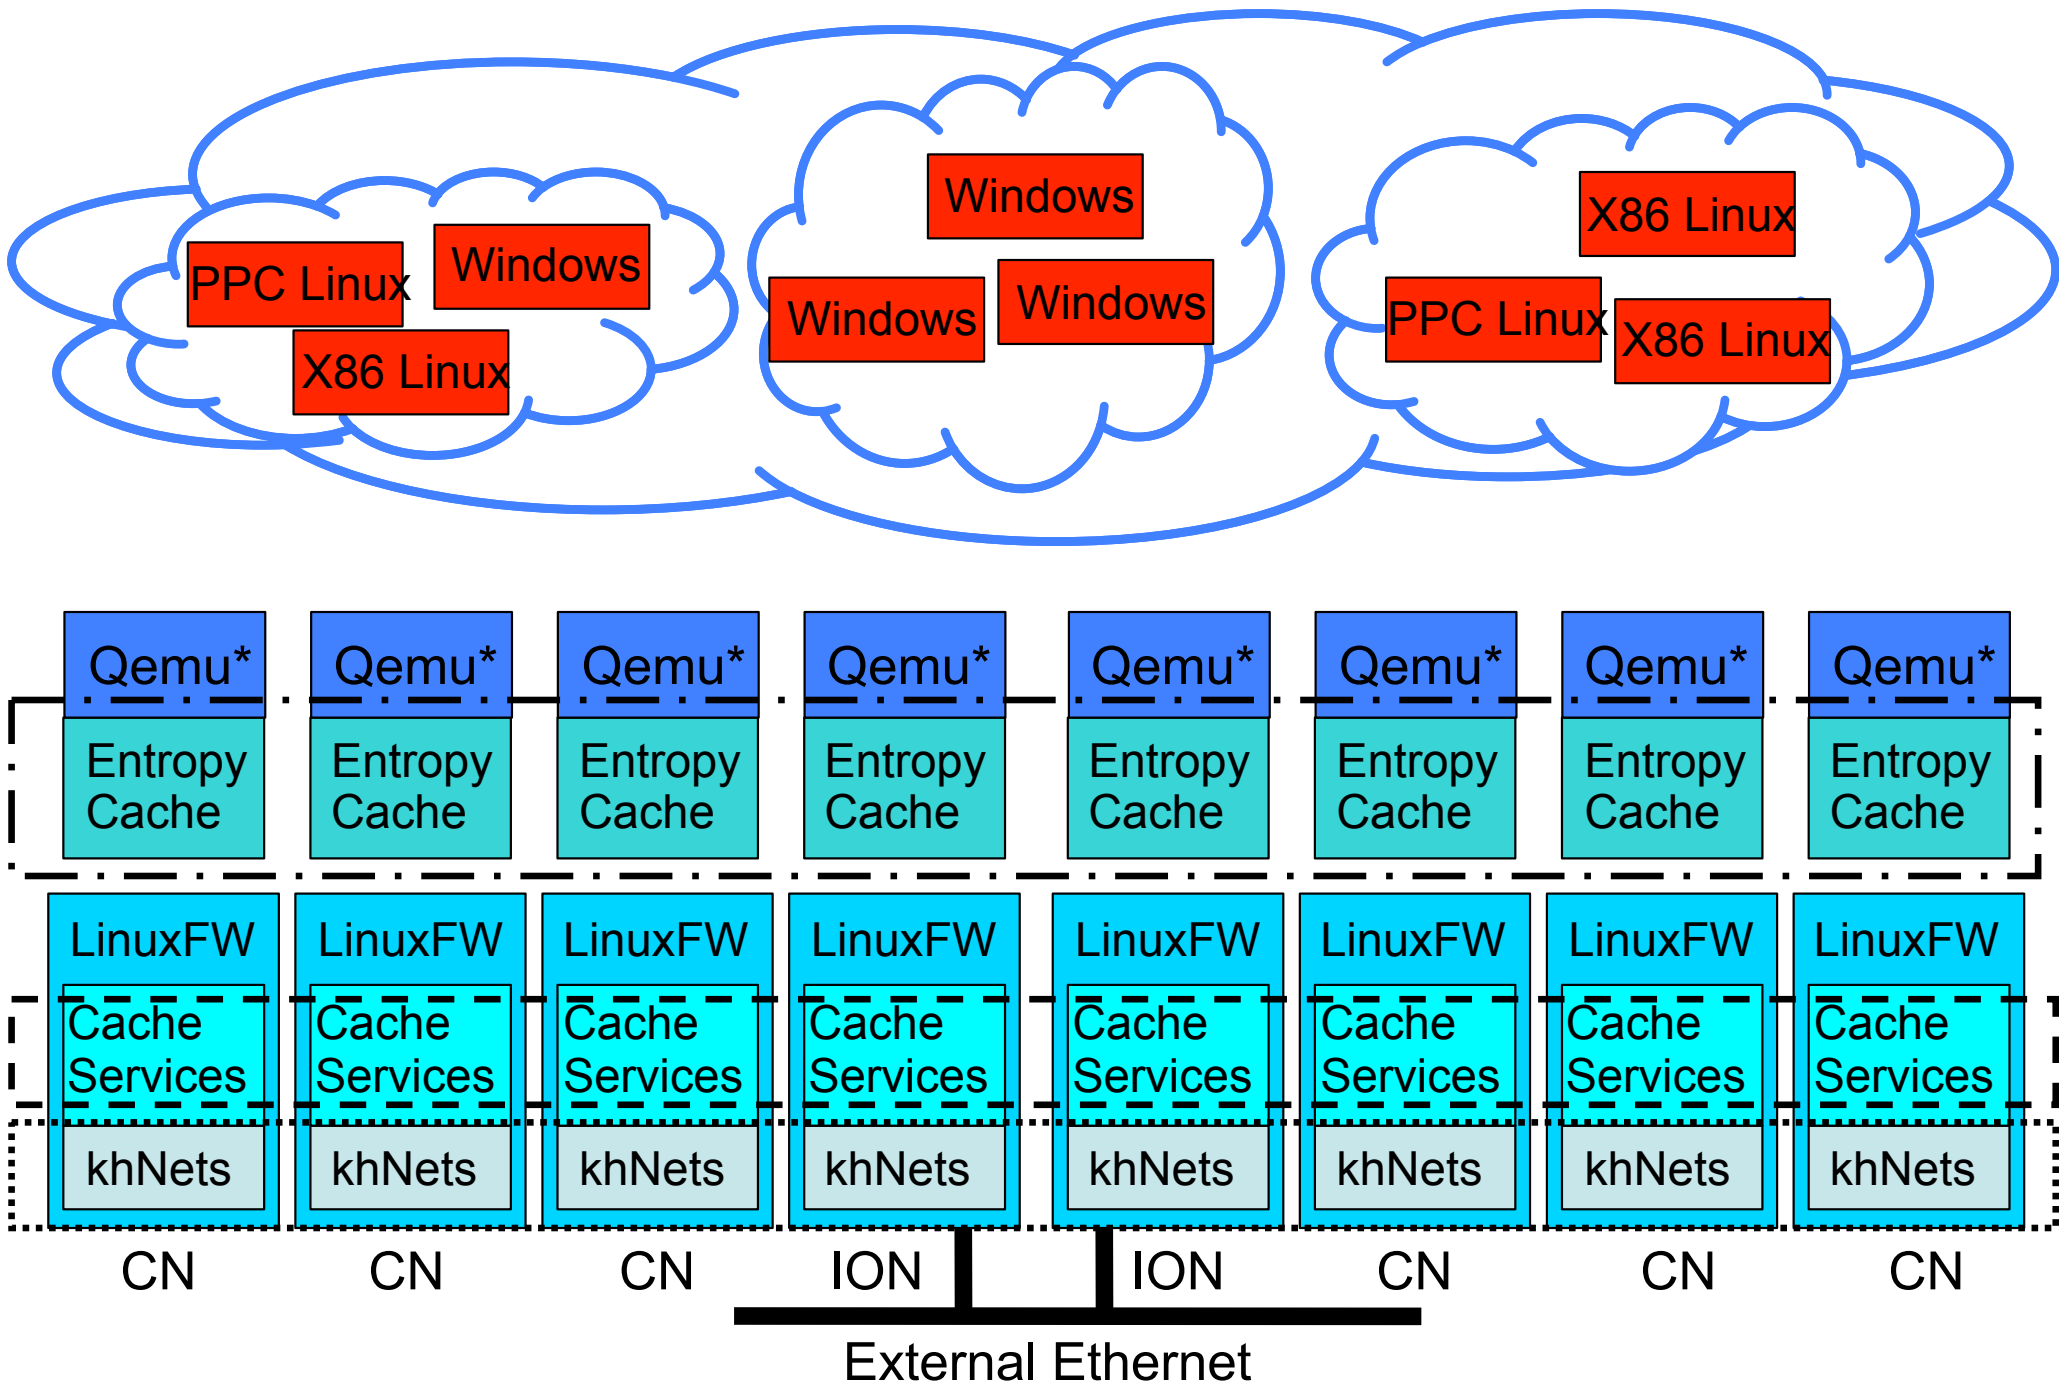 PPC Linux
Windows
X86 Linux
Windows
Windows
Windows
X86 Linux
PPC Linux
X86 Linux
Qemu* Qemu* Qemu* Qemu* Qemu* Qemu* Qemu* Qemu*
Entropy Entropy Entropy Entropy Entropy Entropy Entropy Entropy
Cache Cache Cache Cache Cache Cache Cache Cache
LinuxFW LinuxFW LinuxFW LinuxFW LinuxFW LinuxFW LinuxFW LinuxFW
Cache Cache Cache Cache Cache Cache Cache Cache
Services Services Services Services Services Services Services Services
khNets khNets khNets khNets khNets khNets khNets khNets
CN CN CN ION ION CN CN CN
External Ethernet